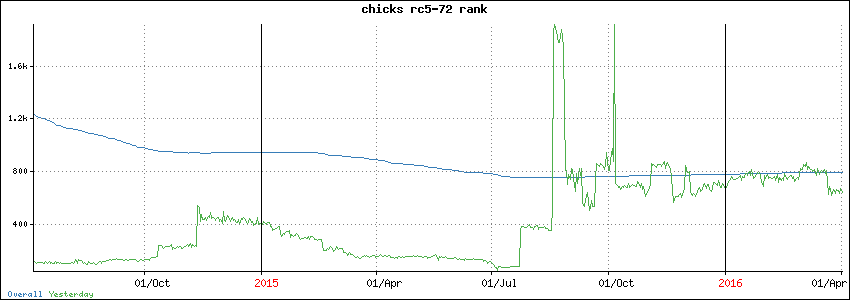 chicks rc5-72 rank
1.6k
1.2k
800
400
01/Oct 2015 01/Apr 01/Jul 01/Oct 2016 01/Apr
Overall Yesterday